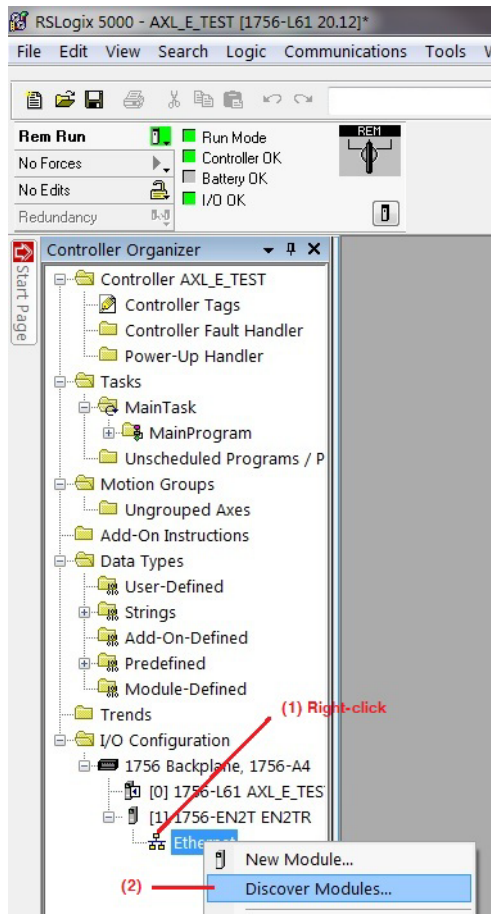 RSLogix 5000 - AXL_E_TEST [1756-L61 20.12]*
File Edit View Search Logic Communications Tools
Rem Run
Run Mode
REM
No Forces
Controller OK
No Edits
Battery OK
Redundancy
I/O OK
Start Page
Controller Organizer
Controller AXL_E_TEST
Controller Tags
Controller Fault Handler
Power-Up Handler
Tasks
MainTask
MainProgram
Unscheduled Programs / P
Motion Groups
Ungrouped Axes
Add-On Instructions
Data Types
User-Defined
Strings
Add-On-Defined
Predefined
Module-Defined
Trends
(1) Right-click
I/O Configuration
1756 Backplane, 1756-A4
[0] 1756-L61 AXL_E_TES
[1] 1756-EN2T EN2TR
Ethernet
New Module...
(2)
Discover Modules...